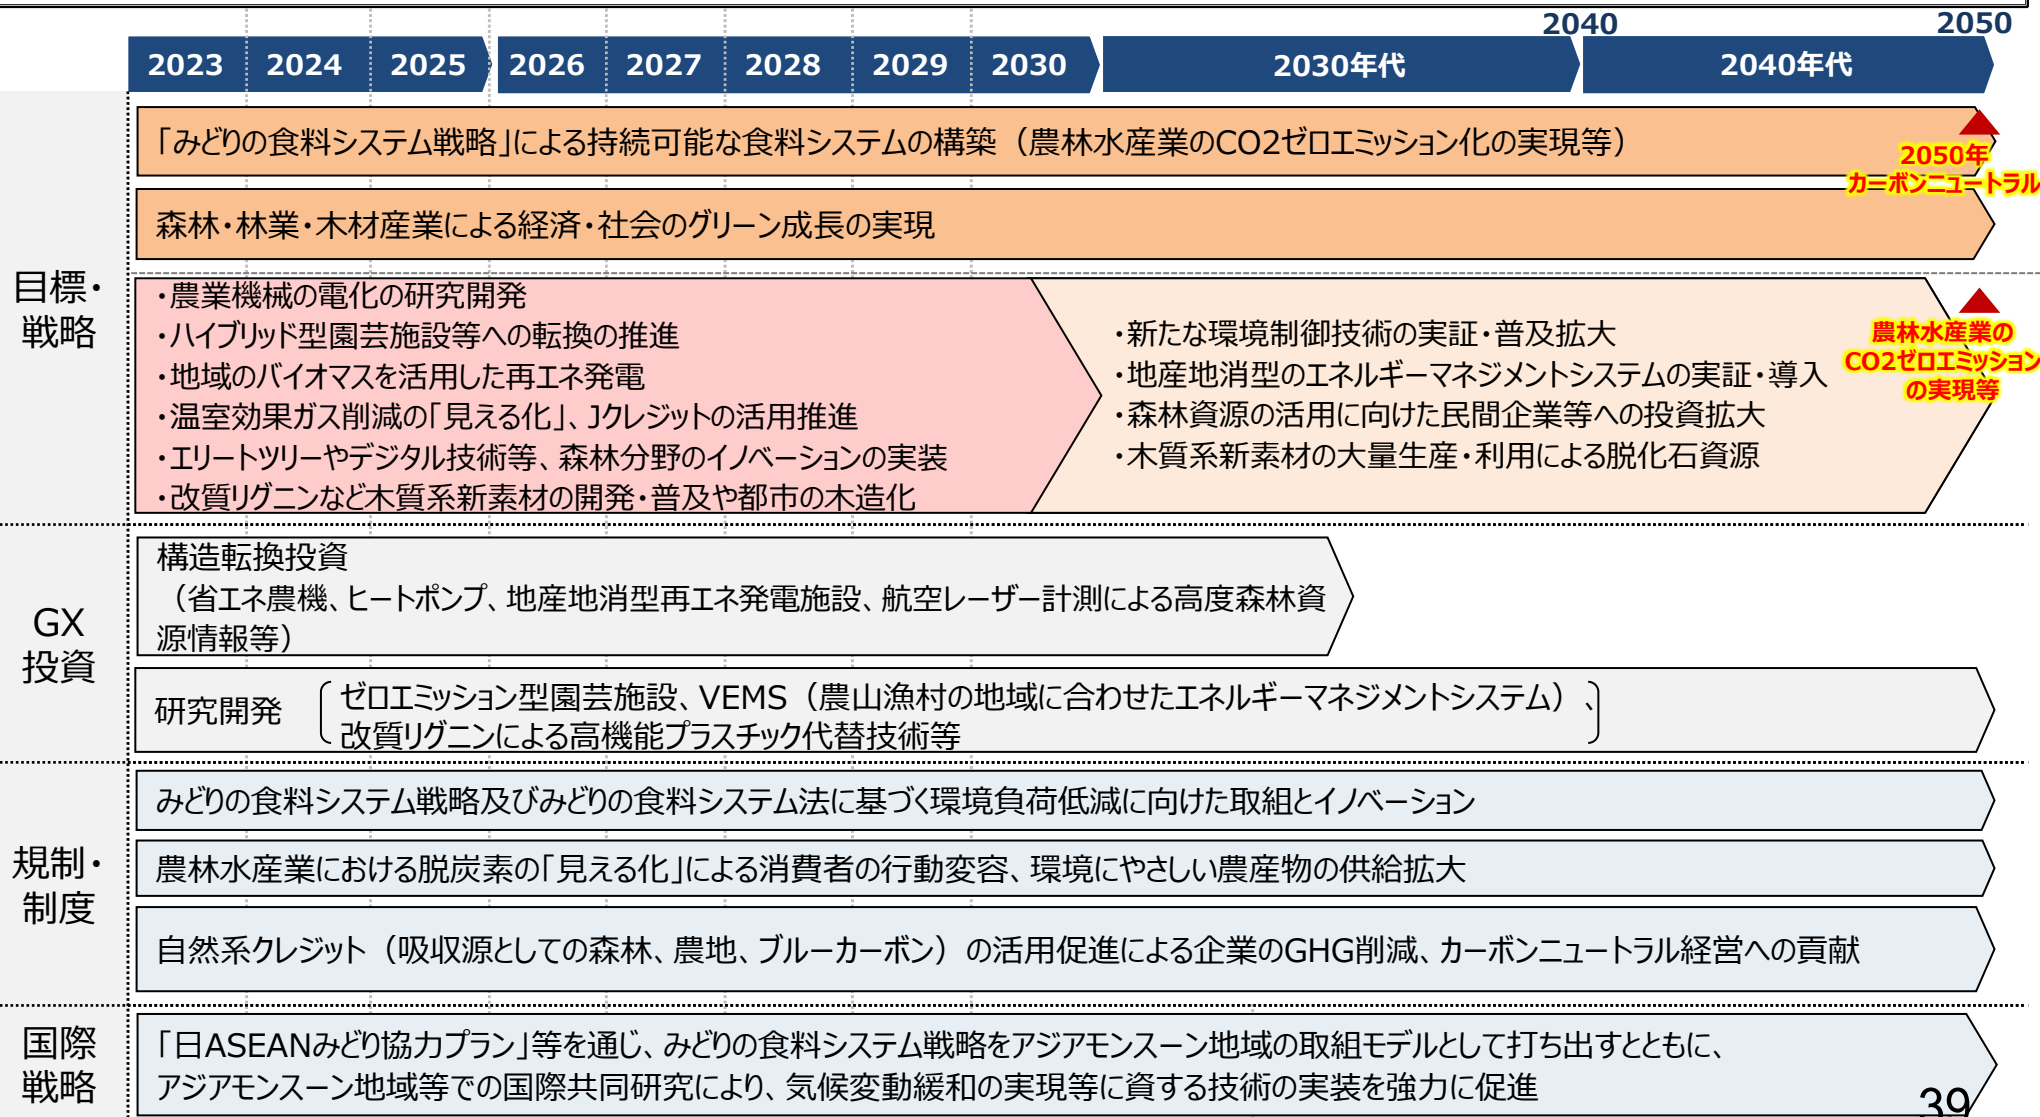 2040
2050
2023
2024
2025
2026
2027
2028
2029
2030
2030年代
2040年代
目標・
戦略
「みどりの食料システム戦略」による持続可能な食料システムの構築（農林水産業のCO2ゼロエミッション化の実現等）
2050年
カーボンニュートラル
森林・林業・木材産業による経済・社会のグリーン成長の実現
・農業機械の電化の研究開発
・ハイブリッド型園芸施設等への転換の推進
・地域のバイオマスを活用した再エネ発電
・温室効果ガス削減の「見える化」、Jクレジットの活用推進
・エリートツリーやデジタル技術等、森林分野のイノベーションの実装
・改質リグニンなど木質系新素材の開発・普及や都市の木造化
・新たな環境制御技術の実証・普及拡大
・地産地消型のエネルギーマネジメントシステムの実証・導入
・森林資源の活用に向けた民間企業等への投資拡大
・木質系新素材の大量生産・利用による脱化石資源
農林水産業の
CO2ゼロエミッション
の実現等
GX
投資
構造転換投資
（省エネ農機、ヒートポンプ、地産地消型再エネ発電施設、航空レーザー計測による高度森林資
源情報等）
研究開発
ゼロエミッション型園芸施設、VEMS（農山漁村の地域に合わせたエネルギーマネジメントシステム）、
改質リグニンによる高機能プラスチック代替技術等
規制・
制度
みどりの食料システム戦略及びみどりの食料システム法に基づく環境負荷低減に向けた取組とイノベーション
農林水産業における脱炭素の「見える化」による消費者の行動変容、環境にやさしい農産物の供給拡大
自然系クレジット（吸収源としての森林、農地、ブルーカーボン）の活用促進による企業のGHG削減、カーボンニュートラル経営への貢献
国際
戦略
「日ASEANみどり協力プラン」等を通じ、みどりの食料システム戦略をアジアモンスーン地域の取組モデルとして打ち出すとともに、
アジアモンスーン地域等での国際共同研究により、気候変動緩和の実現等に資する技術の実装を強力に促進
39